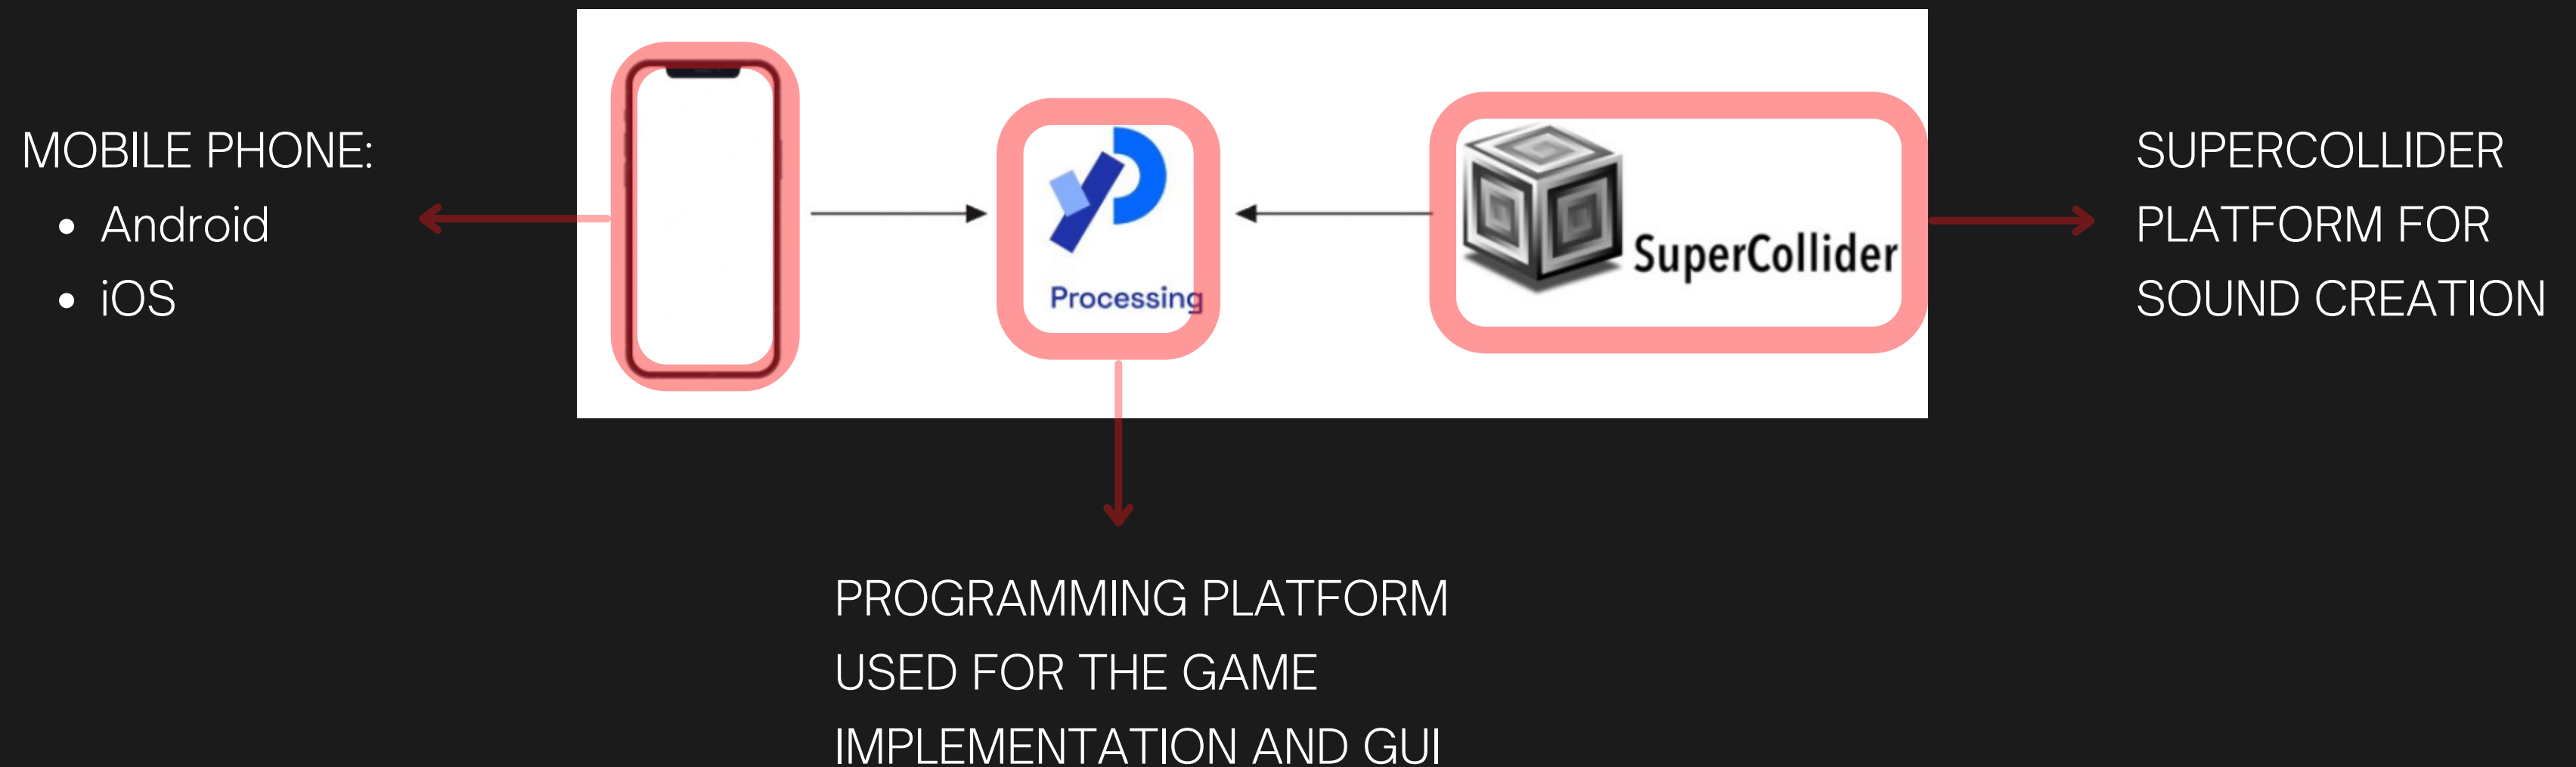 MOBILE PHONE:
• Android
• iOS
Processing
SuperCollider
SUPERCOLLIDER
PLATFORM FOR
SOUND CREATION
PROGRAMMING PLATFORM
USED FOR THE GAME
IMPLEMENTATION AND GUI